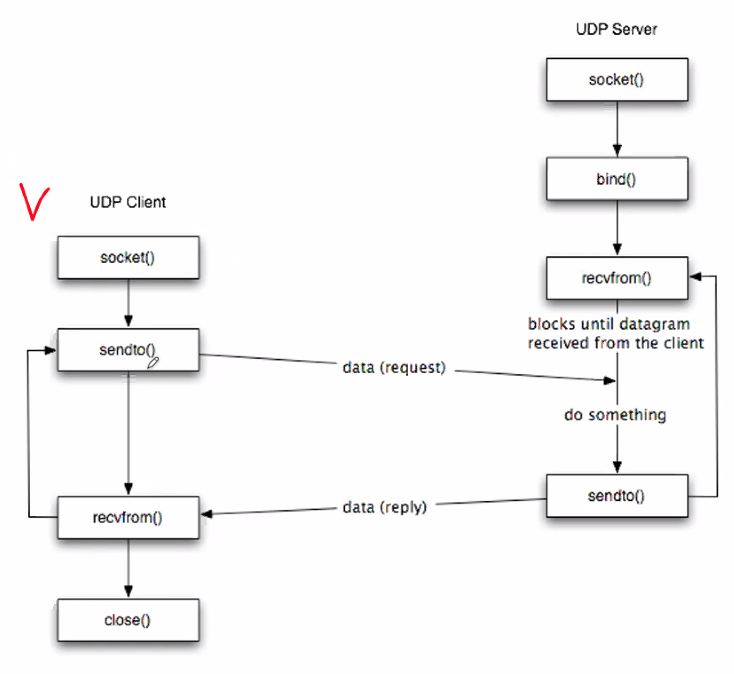 UDP Server
socket()
bind()
UDP Client
socket()
recvfrom()
blocks until datagram
received from the client
sendto()
data (request)
do something
sendto()
data (reply)
recvfrom()
close()